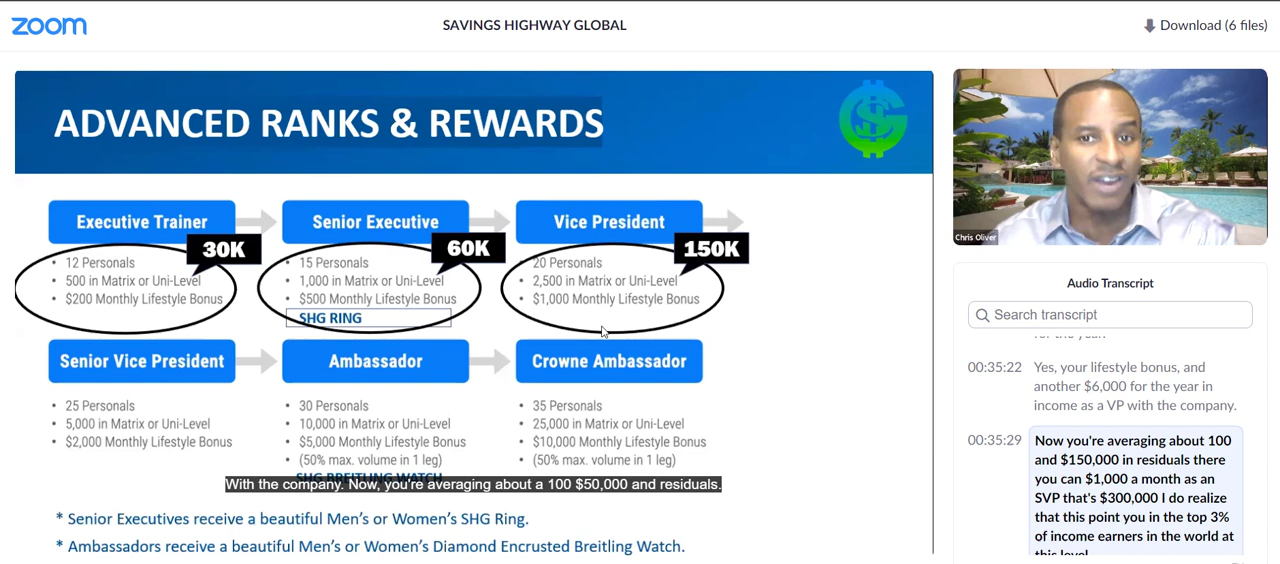 zoom
SAVINGS HIGHWAY GLOBAL
Download (6 files)
ADVANCED RANKS & REWARDS
Executive Trainer
30K
• 12 Personals
• 500 in Matrix or Uni-Level
• $200 Monthly Lifestyle Bonus
Senior Executive
60K
• 15 Personals
• 1,000 in Matrix or Uni-Level
• $500 Monthly Lifestyle Bonus
SHG RING
Vice President
150K
• 20 Personals
• 2,500 in Matrix or Uni-Level
• $1,000 Monthly Lifestyle Bonus
Senior Vice President
• 25 Personals
• 5,000 in Matrix or Uni-Level
• $2,000 Monthly Lifestyle Bonus
Ambassador
• 30 Personals
• 10,000 in Matrix or Uni-Level
• $5,000 Monthly Lifestyle Bonus
• (50% max. volume in 1 leg)
SHG BREITLING WATCH
Crowne Ambassador
• 35 Personals
• 25,000 in Matrix or Uni-Level
• $10,000 Monthly Lifestyle Bonus
• (50% max. volume in 1 leg)
With the company. Now, you're averaging about a 100 $50,000 and residuals.
* Senior Executives receive a beautiful Men's or Women's SHG Ring.
* Ambassadors receive a beautiful Men's or Women's Diamond Encrusted Breitling Watch.
Chris Oliver
Audio Transcript
Search transcript
for the year.
00:35:22
Yes, your lifestyle bonus, and
another $6,000 for the year in
income as a VP with the company.
00:35:29
Now you're averaging about 100
and $150,000 in residuals there
you can $1,000 a month as an
SVP that's $300,000 I do realize
that this point you in the top 3%
of income earners in the world at
this level